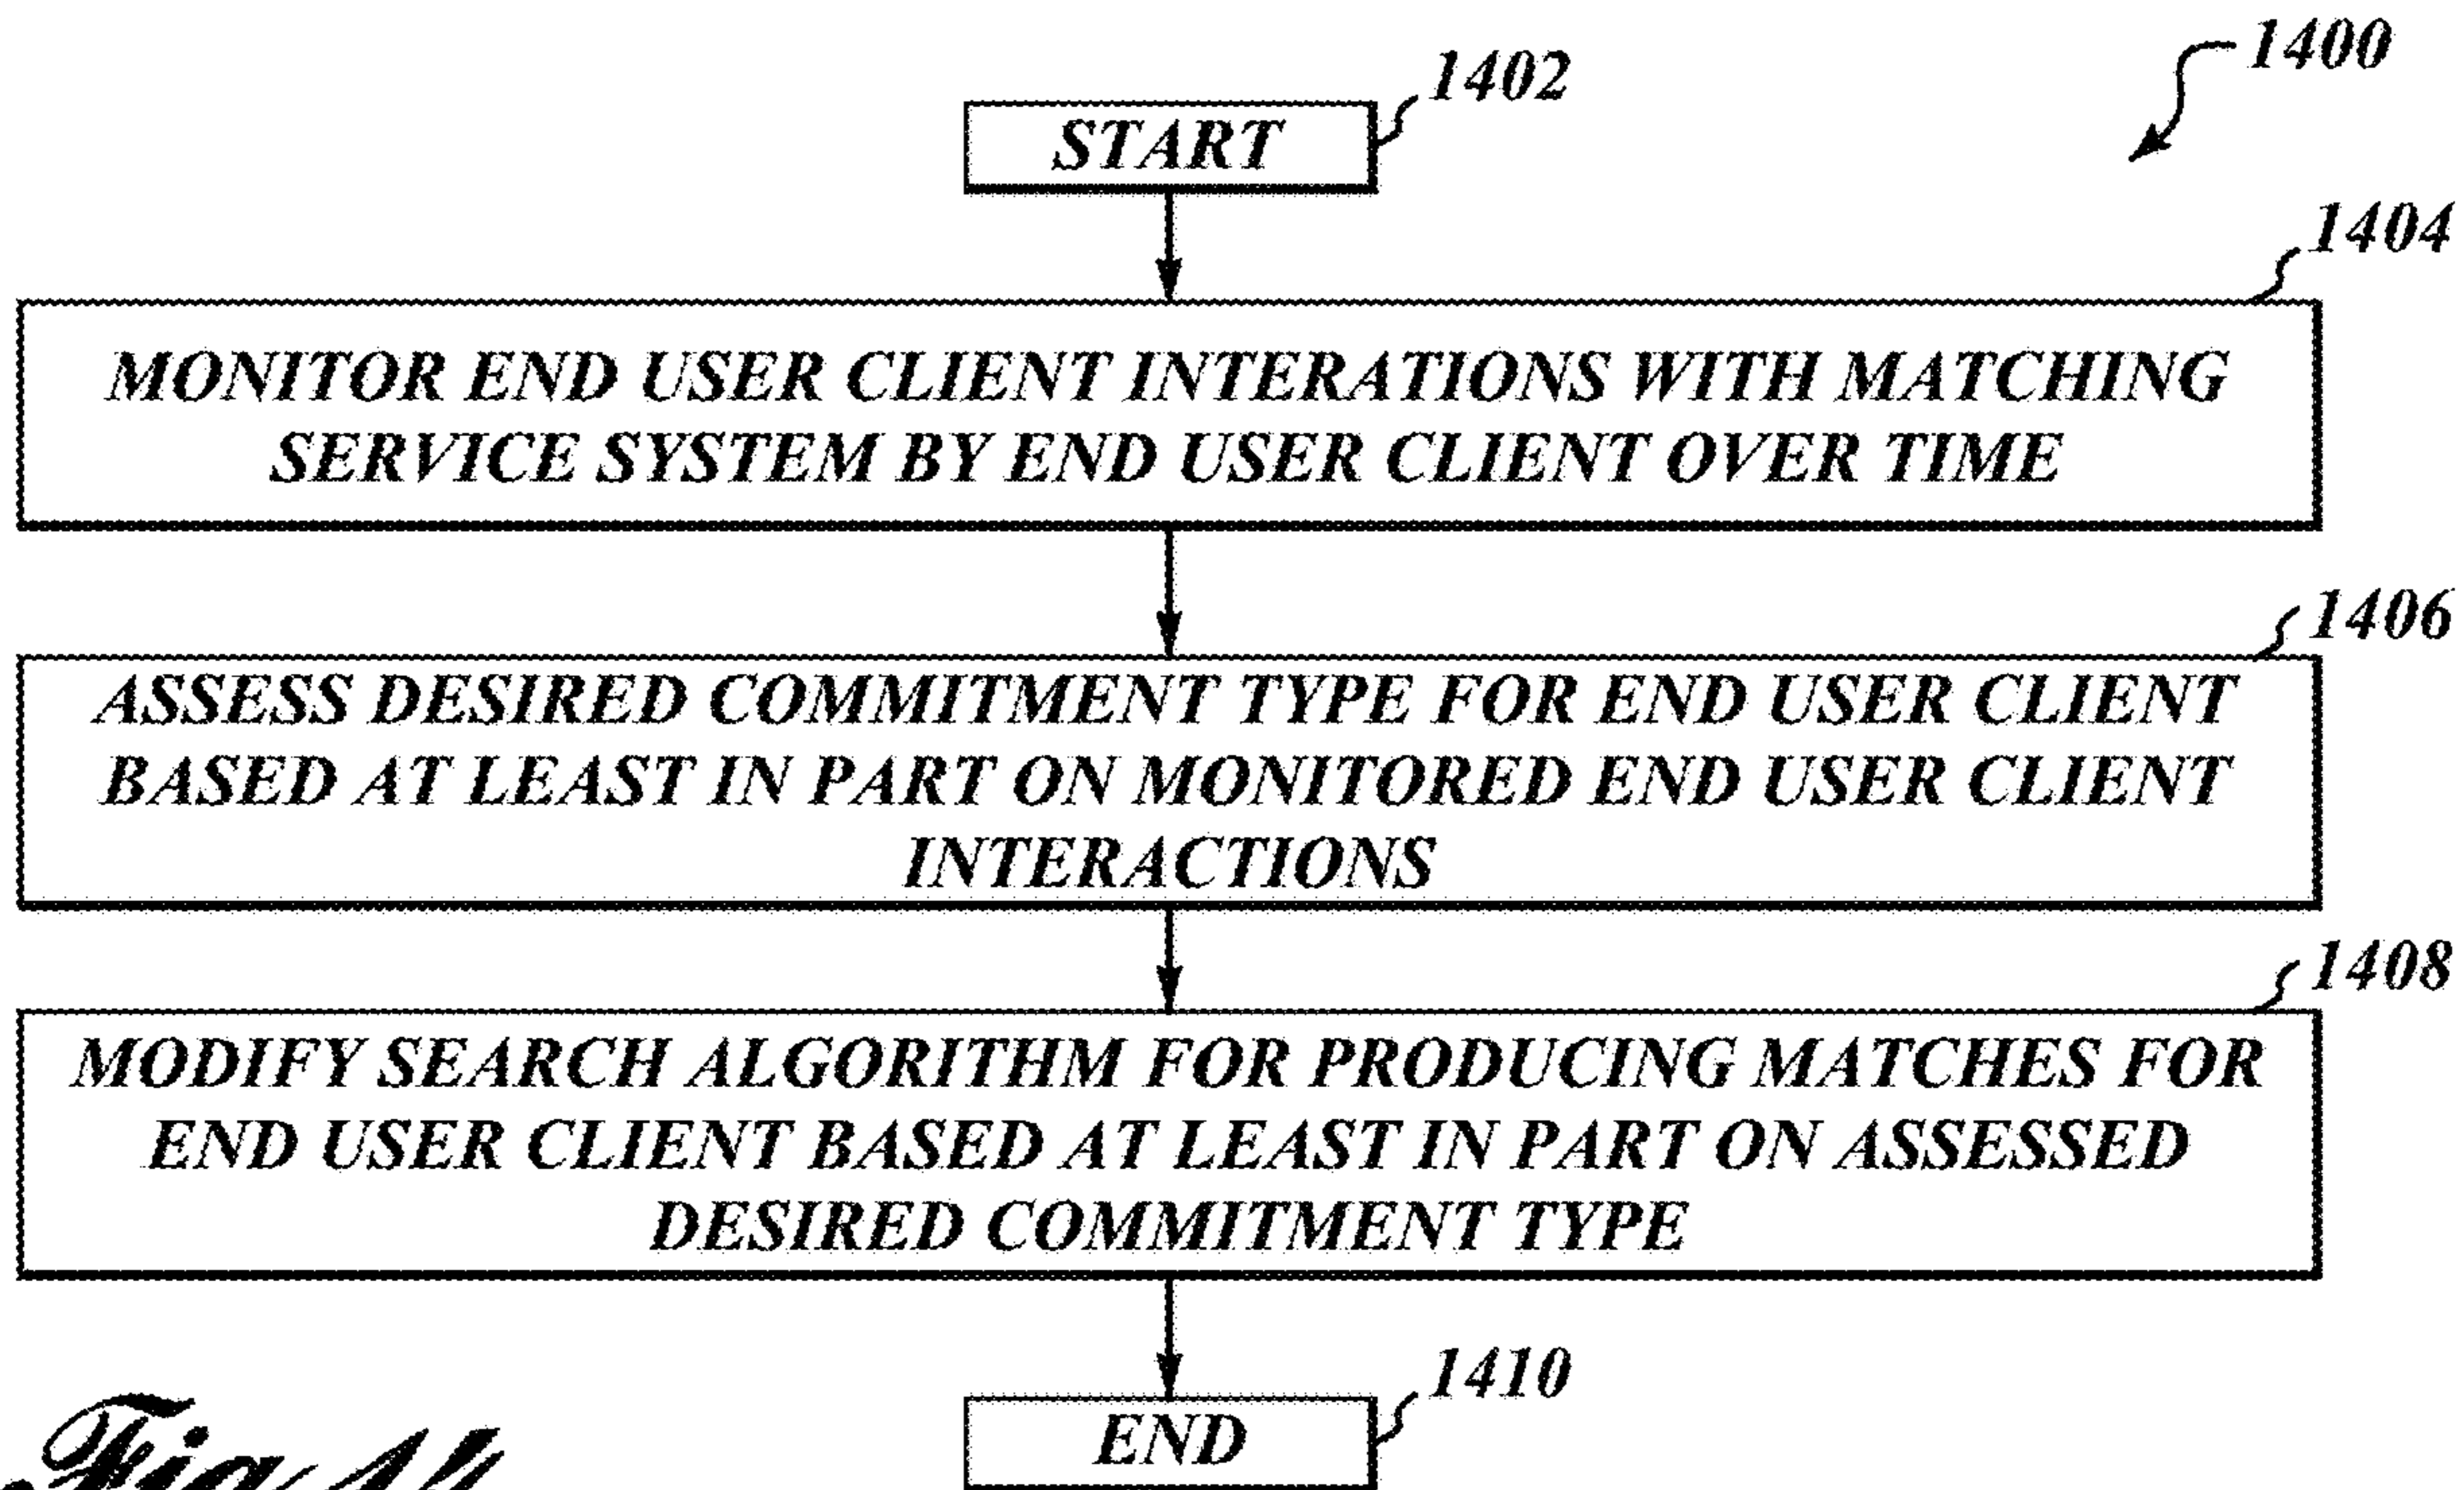 1400
1402
START
1404
MONITOR END USER CLIENT INTERATIONS WITH MATCHING
SERVICE SYSTEM BY END USER CLIENT OVER TIME
1406
ASSESS DESIRED COMMITMENT TYPE FOR END USER CLIENT
BASED AT LEAST IN PART ON MONITORED END USER CLIENT
INTERACTIONS
1408
MODIFY SEARCH ALGORITHM FOR PRODUCING MATCHES FOR
END USER CLIENT BASED AT LEAST IN PART ON ASSESSED
DESIRED COMMITMENT TYPE
1410
END
Fig.14